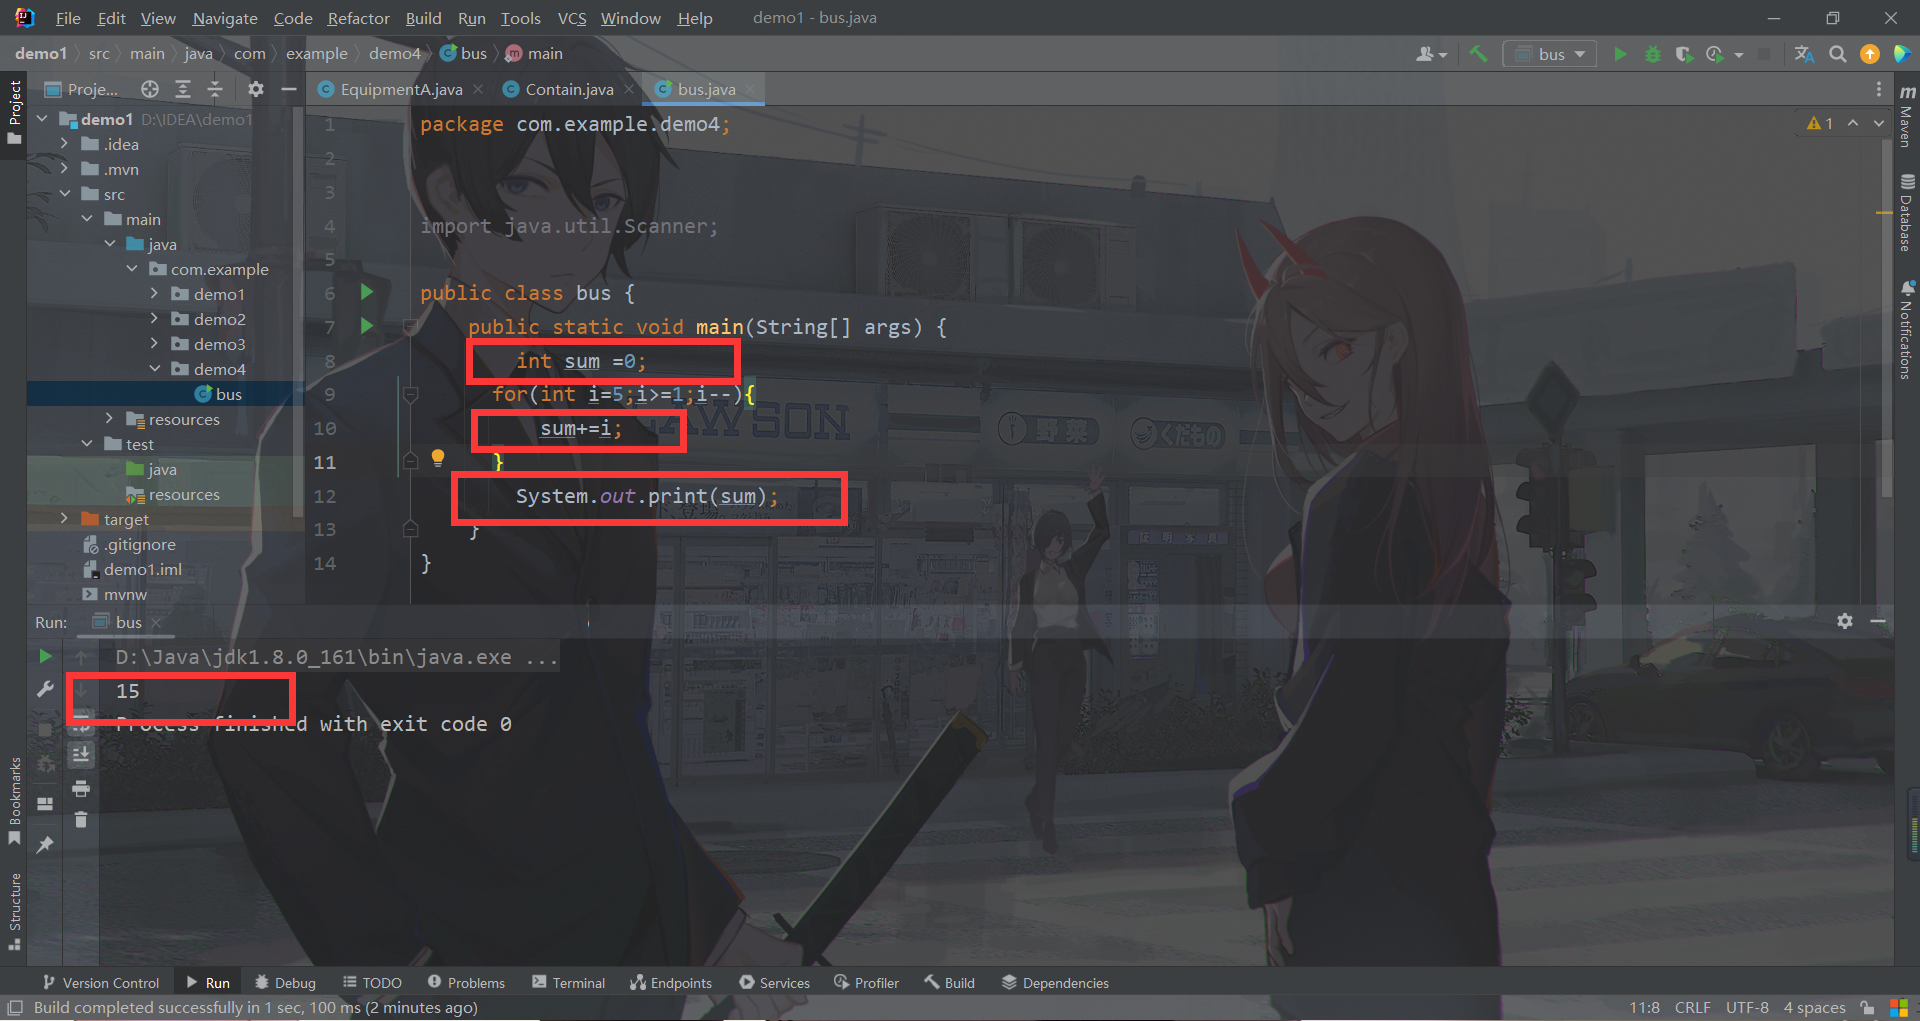 File Edit View Navigate Code Refactor Build Run Tools VCS Window Help demo1 - bus.java
demo1 src main java com example demo4 bus main
bus
Project
Proje...
EquipmentA.java Contain.java bus.java
demo1 D:\IDEA\demo1
.idea
.mvn
src
main
java
com.example
demo1
demo2
demo3
demo4
bus
resources
test
java
resources
target
.gitignore
demo1.iml
mvnw
1 package com.example.demo4;
2
3
4 import java.util.Scanner;
5
6 public class bus {
7 public static void main(String[] args) {
8 int sum =0;
9 for(int i=5;i>=1;i--){
10 sum+=i;
11 }
12 System.out.print(sum);
13 }
14 }
1
LAWSON
野菜
くだもの
m Maven
Database
Notifications
Run: bus
D:\Java\jdk1.8.0_161\bin\java.exe ...
15
Process finished with exit code 0
Bookmarks
Structure
Version Control Run Debug TODO Problems Terminal Endpoints Services Profiler Build Dependencies
Build completed successfully in 1 sec, 100 ms (2 minutes ago)
11:8 CRLF UTF-8 4 spaces